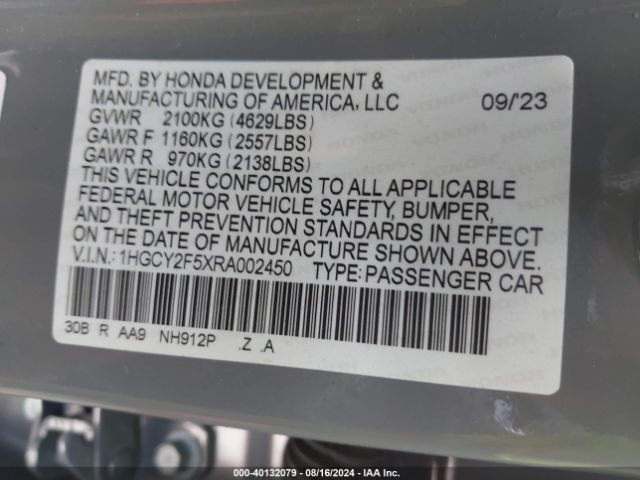 MFD. BY HONDA DEVELOPMENT &
MANUFACTURING OF AMERICA, LLC 09/'23
GVWR 2100KG (4629LBS)
GAWR F 1160KG (2557LBS)
GAWR R 970KG (2138LBS)
THIS VEHICLE CONFORMS TO ALL APPLICABLE
FEDERAL MOTOR VEHICLE SAFETY, BUMPER,
AND THEFT PREVENTION STANDARDS IN EFFECT
ON THE DATE OF MANUFACTURE SHOWN ABOVE.
V.I.N.: 1HGCY2F5XRA002450 TYPE: PASSENGER CAR
30B R AA9 NH912P .Z .A
000-40132079 - 08/16/2024 - IAA Inc.